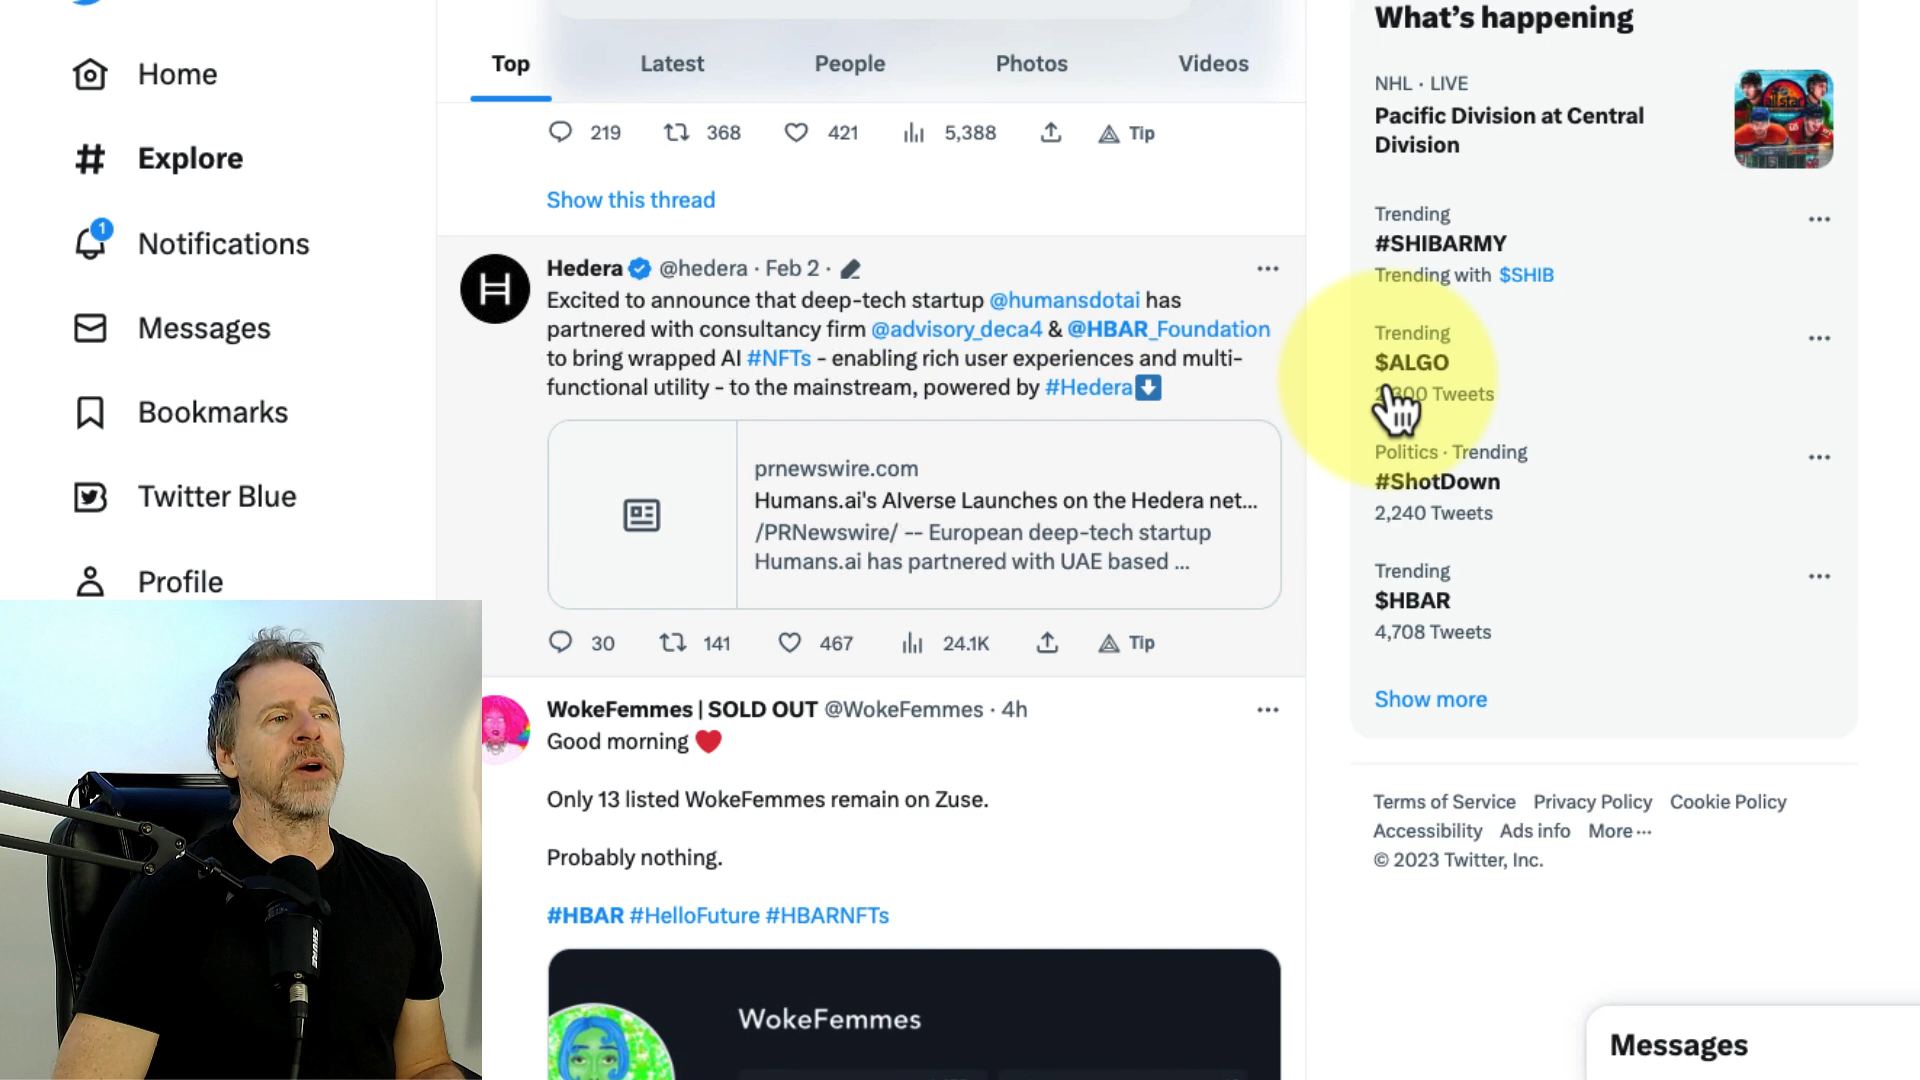 Home
Explore
1
Notifications
Messages
Bookmarks
Twitter Blue
Profile
Top
Latest
People
Photos
Videos
219
368
421
5,388
Tip
Show this thread
Hedera @hedera · Feb 2 ·
Excited to announce that deep-tech startup @humansdotai has
partnered with consultancy firm @advisory_deca4 & @HBAR_Foundation
to bring wrapped AI #NFTs - enabling rich user experiences and multi-
functional utility - to the mainstream, powered by #Hedera
prnewswire.com
Humans.ai's AIverse Launches on the Hedera net...
/PRNewswire/ -- European deep-tech startup
Humans.ai has partnered with UAE based ...
30
141
467
24.1K
Tip
WokeFemmes | SOLD OUT @WokeFemmes · 4h
Good morning
Only 13 listed WokeFemmes remain on Zuse.
Probably nothing.
#HBAR #HelloFuture #HBARNFTs
WokeFemmes
What's happening
NHL · LIVE
Pacific Division at Central
Division
Trending
#SHIBARMY
Trending with $SHIB
Trending
$ALGO
Tweets
Politics · Trending
#ShotDown
2,240 Tweets
Trending
$HBAR
4,708 Tweets
Show more
Terms of Service Privacy Policy Cookie Policy
Accessibility Ads info More ···
© 2023 Twitter, Inc.
Messages
SHURE